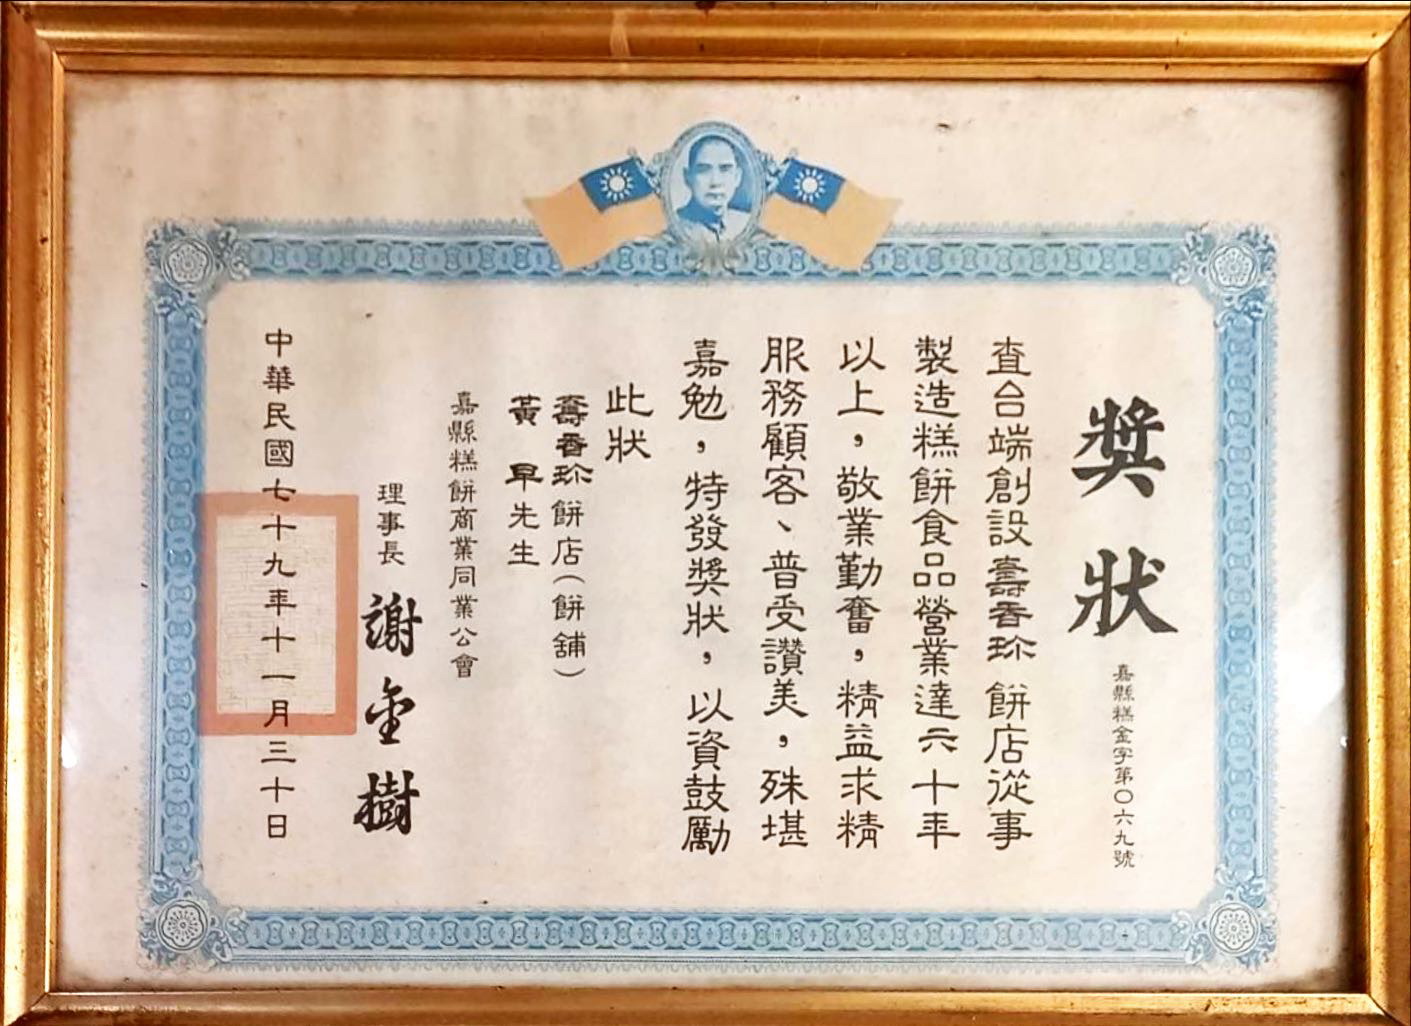 獎狀
嘉縣糕金字第〇六九號
查台端創設壽香珍餅店從事
製造糕餅食品營業達六十年
以上，敬業勤奮，精益求精
服務顧客、普受讚美，殊堪
嘉勉，特發獎狀，以資鼓勵
此狀
壽香珍餅店（餅舖）
黃早先生
嘉縣糕餅商業同業公會
理事長 謝金樹
中華民國七十九年十一月三十日